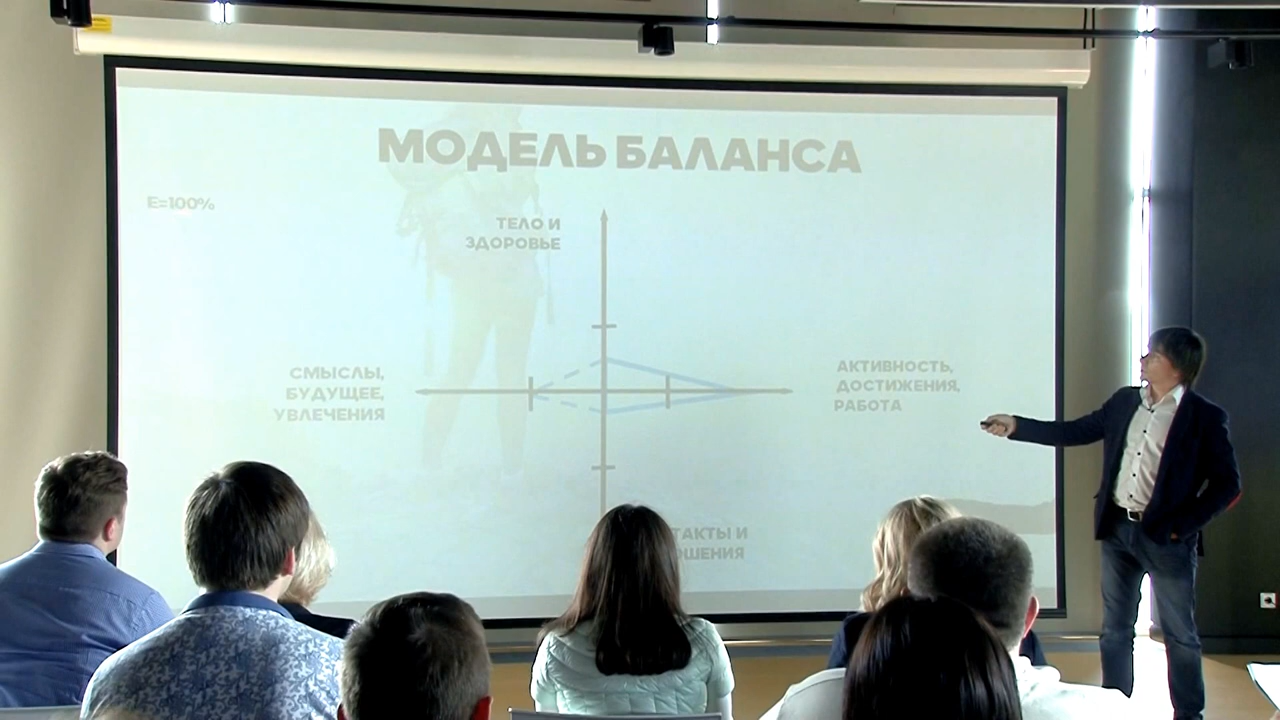 МОДЕЛЬ БАЛАНСА
E=100%
ТЕЛО И
ЗДОРОВЬЕ
СМЫСЛЫ,
БУДУЩЕЕ,
УВЛЕЧЕНИЯ
АКТИВНОСТЬ,
ДОСТИЖЕНИЯ,
РАБОТА
И